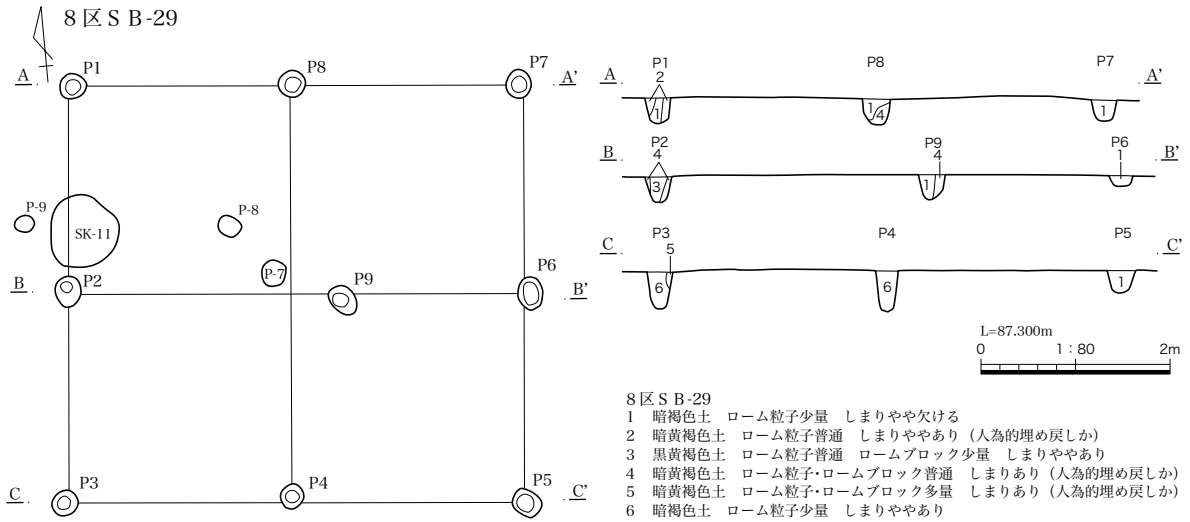 8区SB-29
P1
P8
P7
A
A’
P-9
SK-11
P-8
P-7
B
P2
P9
P6
B’
C
P3
P4
P5
C’
A
P1
2
P8
P7
A’
1
1
4
1
B
P2
4
P9
4
P6
1
B’
3
1
C
P3
5
P4
P5
C’
6
6
1
L=87.300m
0
1:80
2m
8区SB-29
1 暗褐色土 ローム粒子少量 しまりやや欠ける
2 暗黄褐色土 ローム粒子普通 しまりややあり(人為的埋め戻しか)
3 黒黄褐色土 ローム粒子普通 ロームブロック少量 しまりややあり
4 暗黄褐色土 ローム粒子・ロームブロック普通 しまりあり(人為的埋め戻しか)
5 暗黄褐色土 ローム粒子・ロームブロック多量 しまりあり(人為的埋め戻しか)
6 暗褐色土 ローム粒子少量 しまりややあり